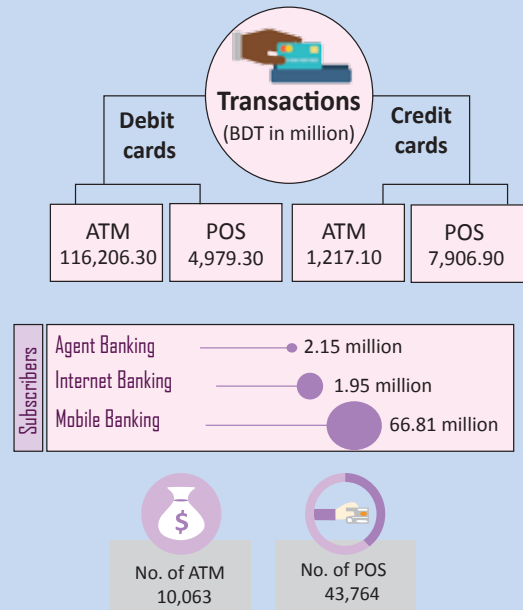 Transactions
(BDT in million)
Debit
cards
Credit
cards
ATM
116,206.30
POS
4,979.30
ATM
1,217.10
POS
7,906.90
Subscribers
Agent Banking 2.15 million
Internet Banking 1.95 million
Mobile Banking 66.81 million
$
No. of ATM
10,063
No. of POS
43,764